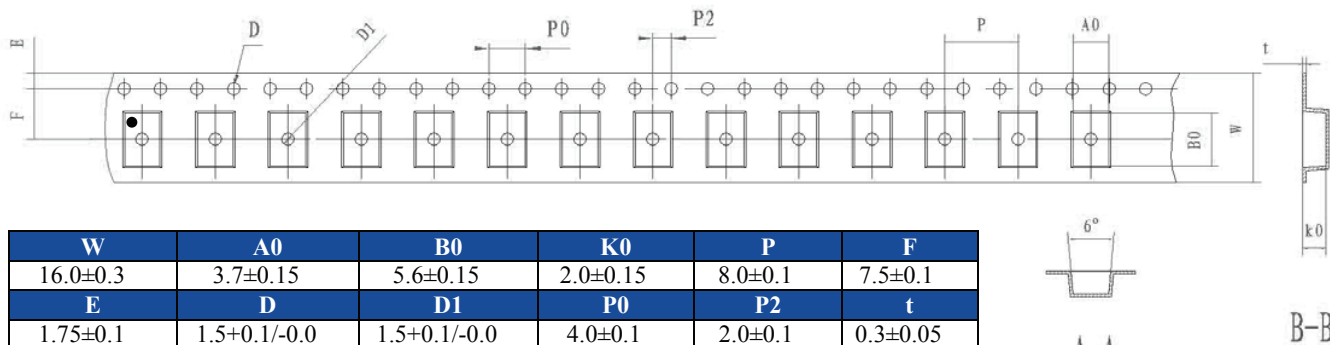 E
D
D1
P0
P2
P
A0
t
F
B0
W
k0
6°
W A0 B0 K0 P F
16.0±0.3 3.7±0.15 5.6±0.15 2.0±0.15 8.0±0.1 7.5±0.1
E D D1 P0 P2 t
1.75±0.1 1.5+0.1/-0.0 1.5+0.1/-0.0 4.0±0.1 2.0±0.1 0.3±0.05
B-B